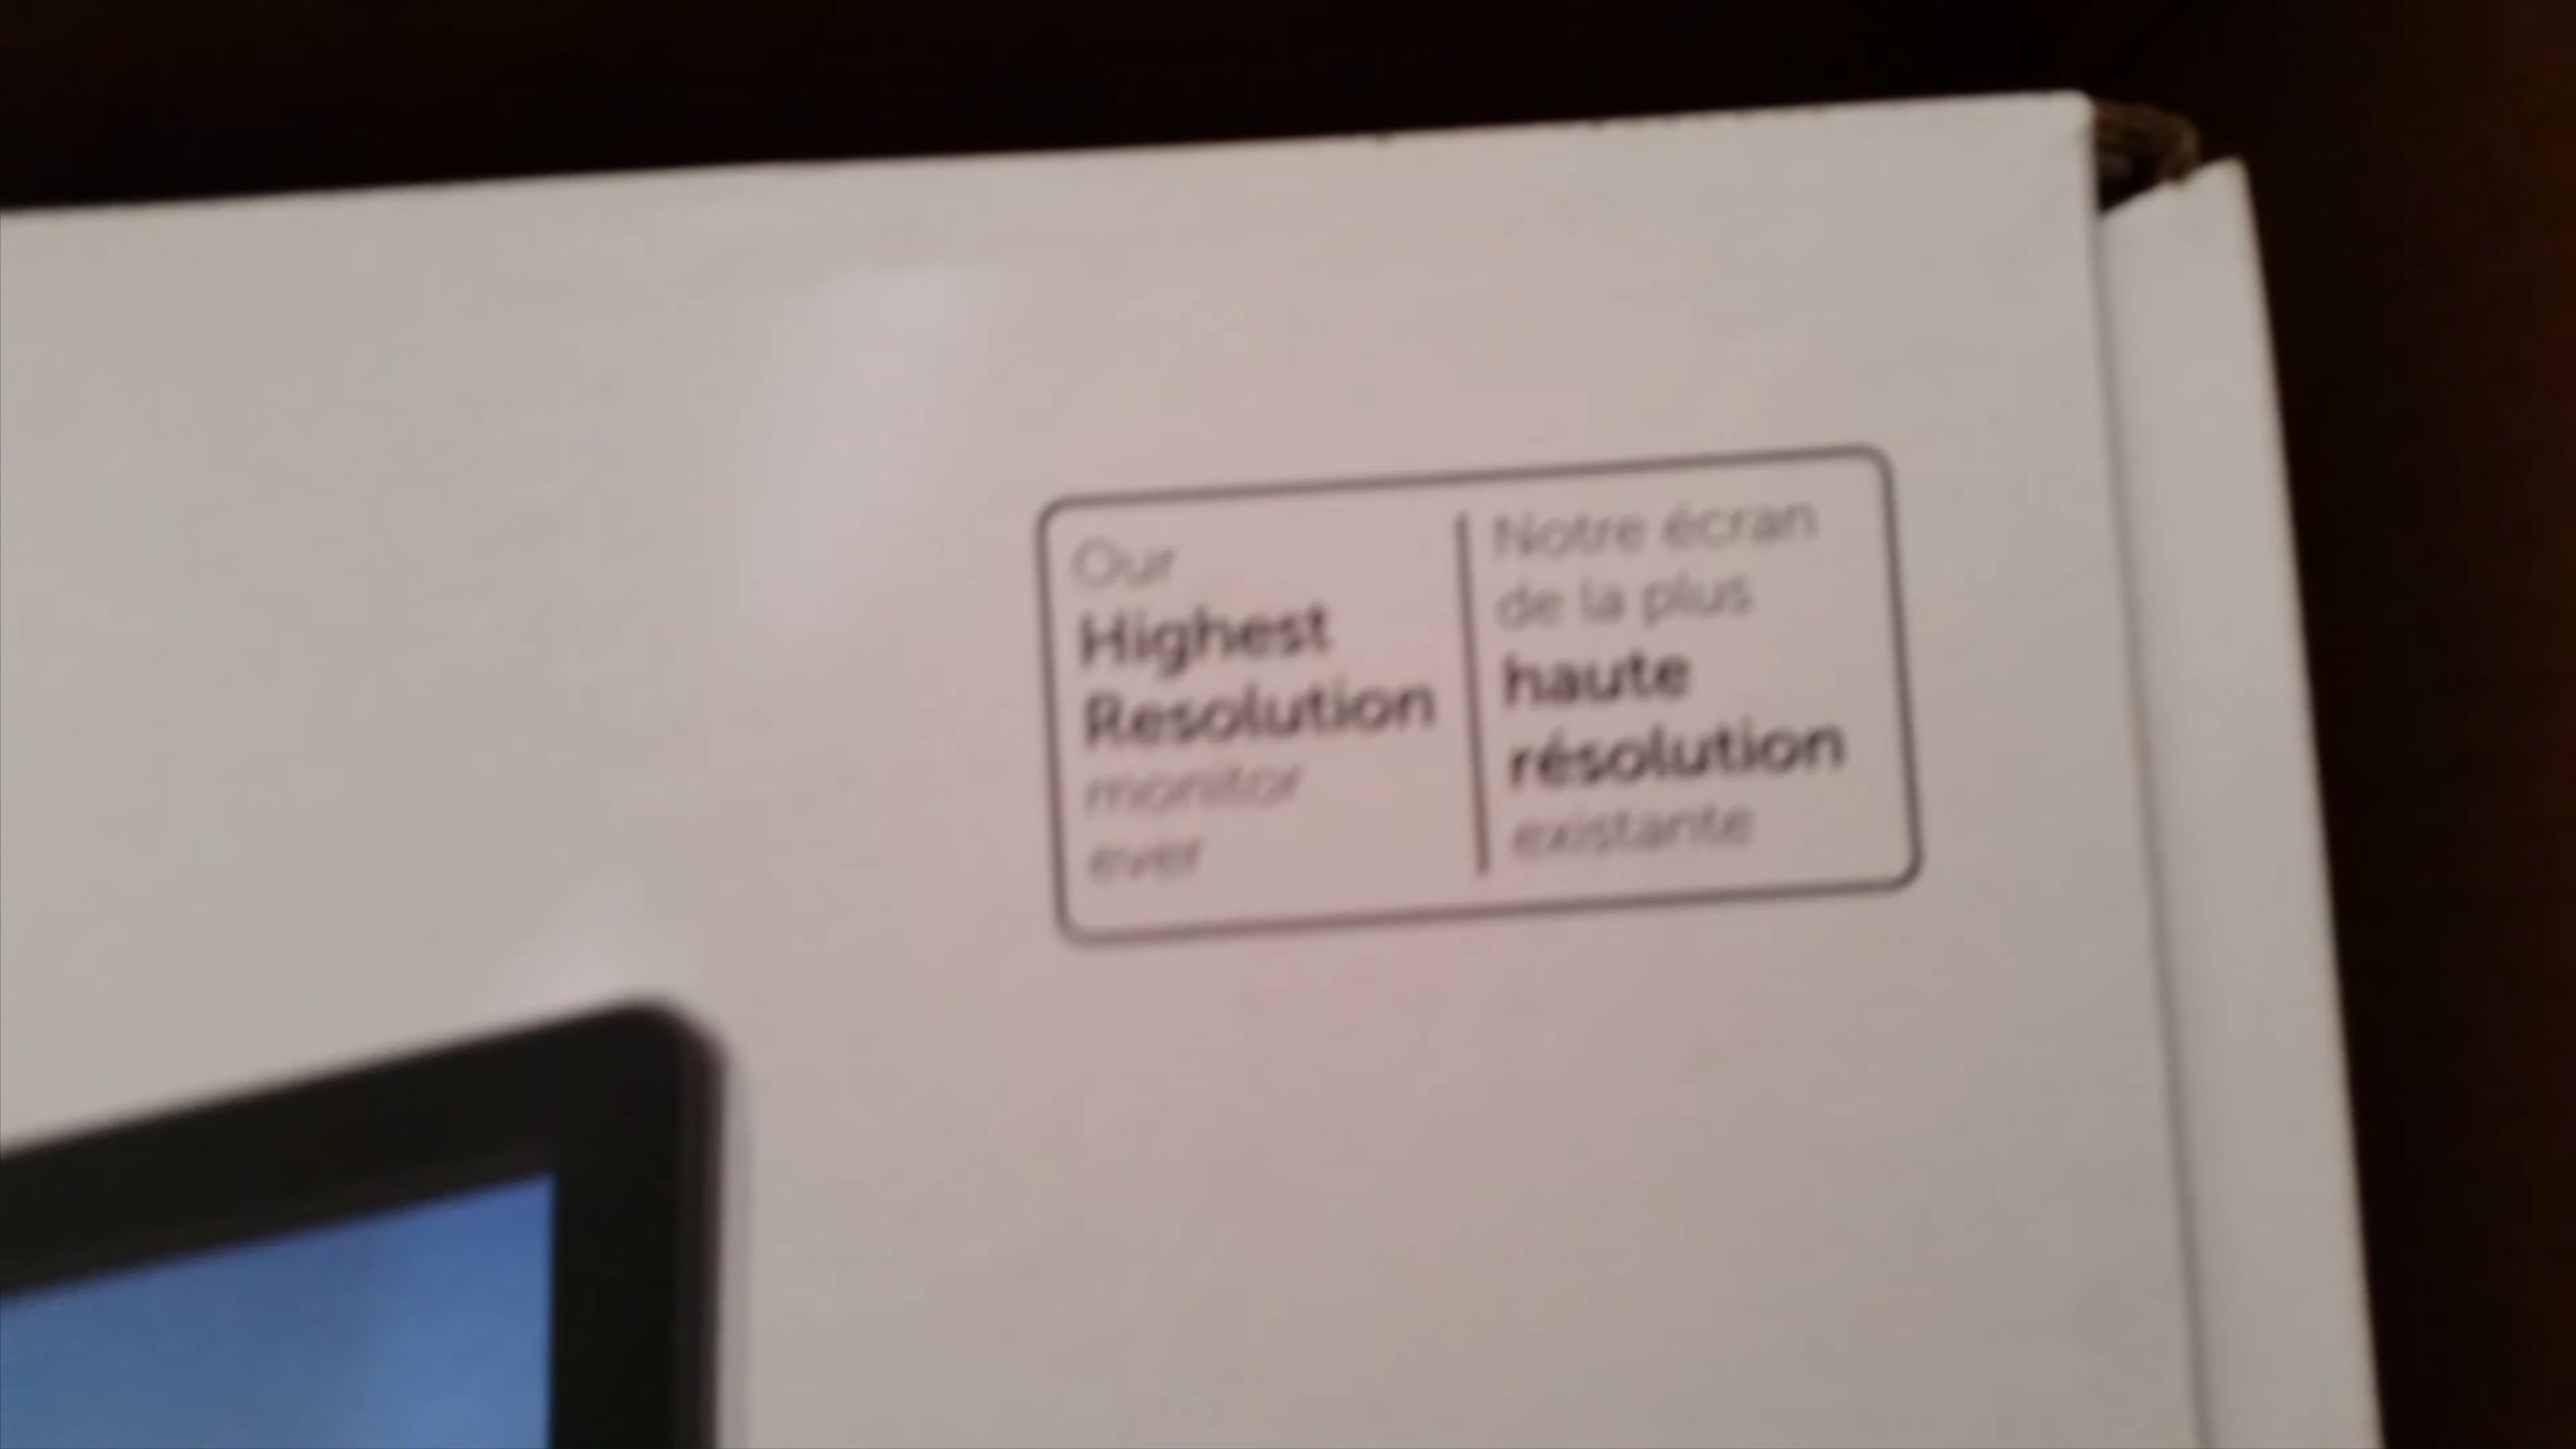 Our
Highest
Resolution
monitor
ever
Notre écran
de la plus
haute
résolution
existante